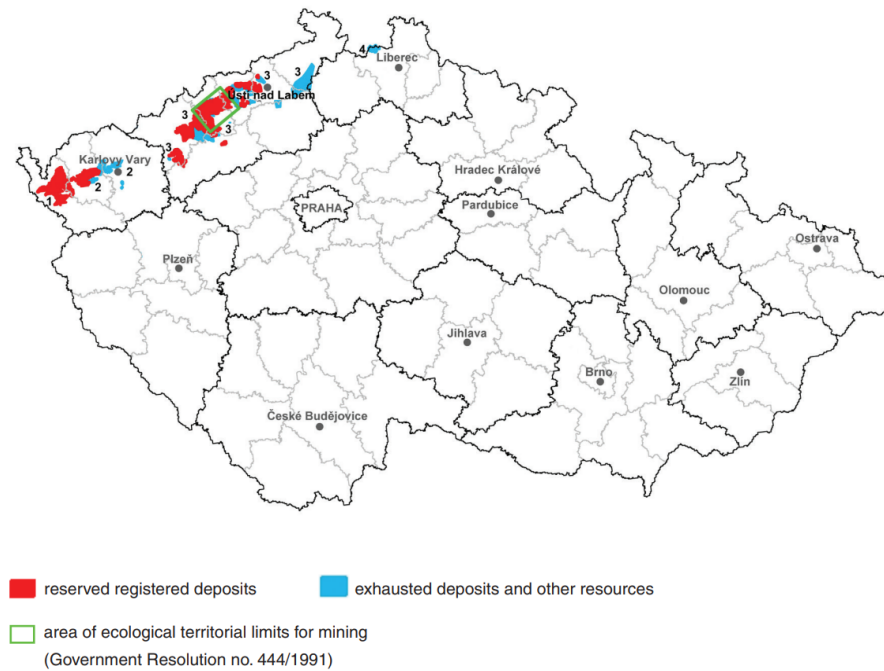 4
Liberec
3
3
Ústí nad Labem
3
3
3
Karlovy Vary
2
2
1
Hradec Králové
PRAHA
Pardubice
Plzeň
Ostrava
Olomouc
Jihlava
Brno
Zlín
České Budějovice
reserved registered deposits
exhausted deposits and other resources
area of ecological territorial limits for mining
(Government Resolution no. 444/1991)